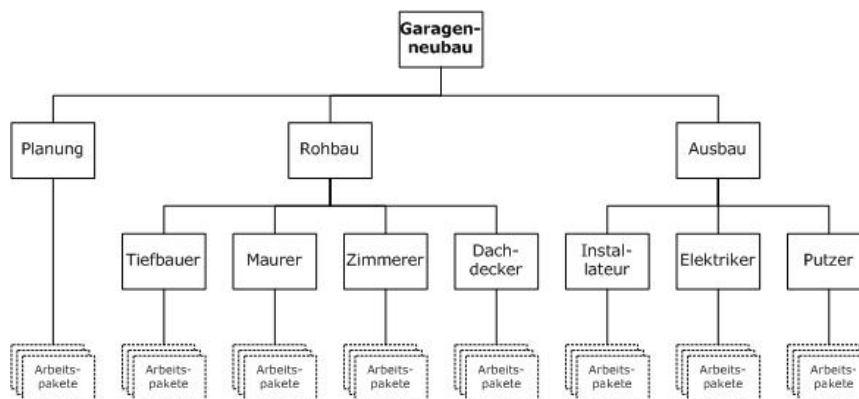 Garagen-
neubau
Planung
Rohbau
Ausbau
Tiefbauer
Maurer
Zimmerer
Dach-
decker
Instal-
lateur
Elektriker
Putzer
Arbeits-
pakete
Arbeits-
pakete
Arbeits-
pakete
Arbeits-
pakete
Arbeits-
pakete
Arbeits-
pakete
Arbeits-
pakete
Arbeits-
pakete